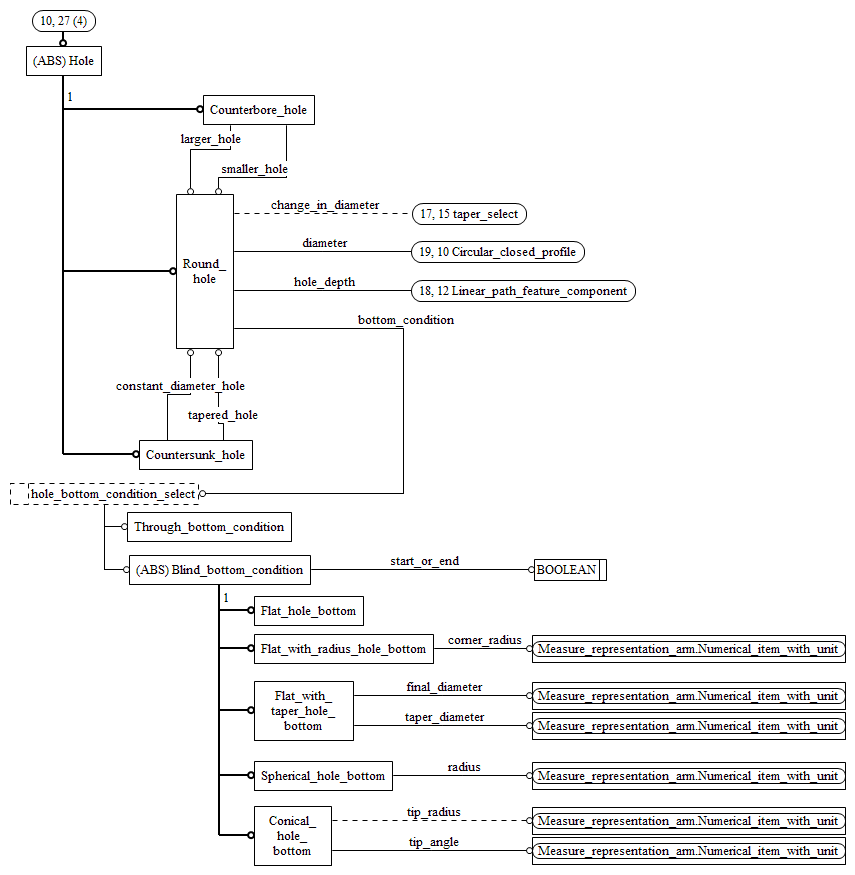 10, 27 (4)
(ABS) Hole
1
Counterbore_hole
larger_hole
smaller_hole
change_in_diameter
17, 15 taper_select
diameter
19, 10 Circular_closed_profile
Round_
hole
hole_depth
18, 12 Linear_path_feature_component
bottom_condition
constant_diameter_hole
tapered_hole
Countersunk_hole
hole_bottom_condition_select
Through_bottom_condition
(ABS) Blind_bottom_condition
start_or_end
BOOLEAN
1
Flat_hole_bottom
Flat_with_radius_hole_bottom
corner_radius
Measure_representation_arm.Numerical_item_with_unit
Flat_with_
taper_hole_
bottom
final_diameter
Measure_representation_arm.Numerical_item_with_unit
taper_diameter
Measure_representation_arm.Numerical_item_with_unit
Spherical_hole_bottom
radius
Measure_representation_arm.Numerical_item_with_unit
Conical_
hole_
bottom
tip_radius
Measure_representation_arm.Numerical_item_with_unit
tip_angle
Measure_representation_arm.Numerical_item_with_unit